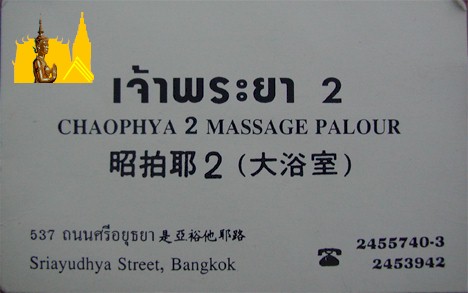 เจ้าพระยา 2
CHAOPHYA 2 MASSAGE PALOUR
昭拍耶2 (大浴室)
537 ถนนศรีอยุธยา 是亞裕他耶路
Sriayudhya Street, Bangkok
☎ 2455740-3
2453942